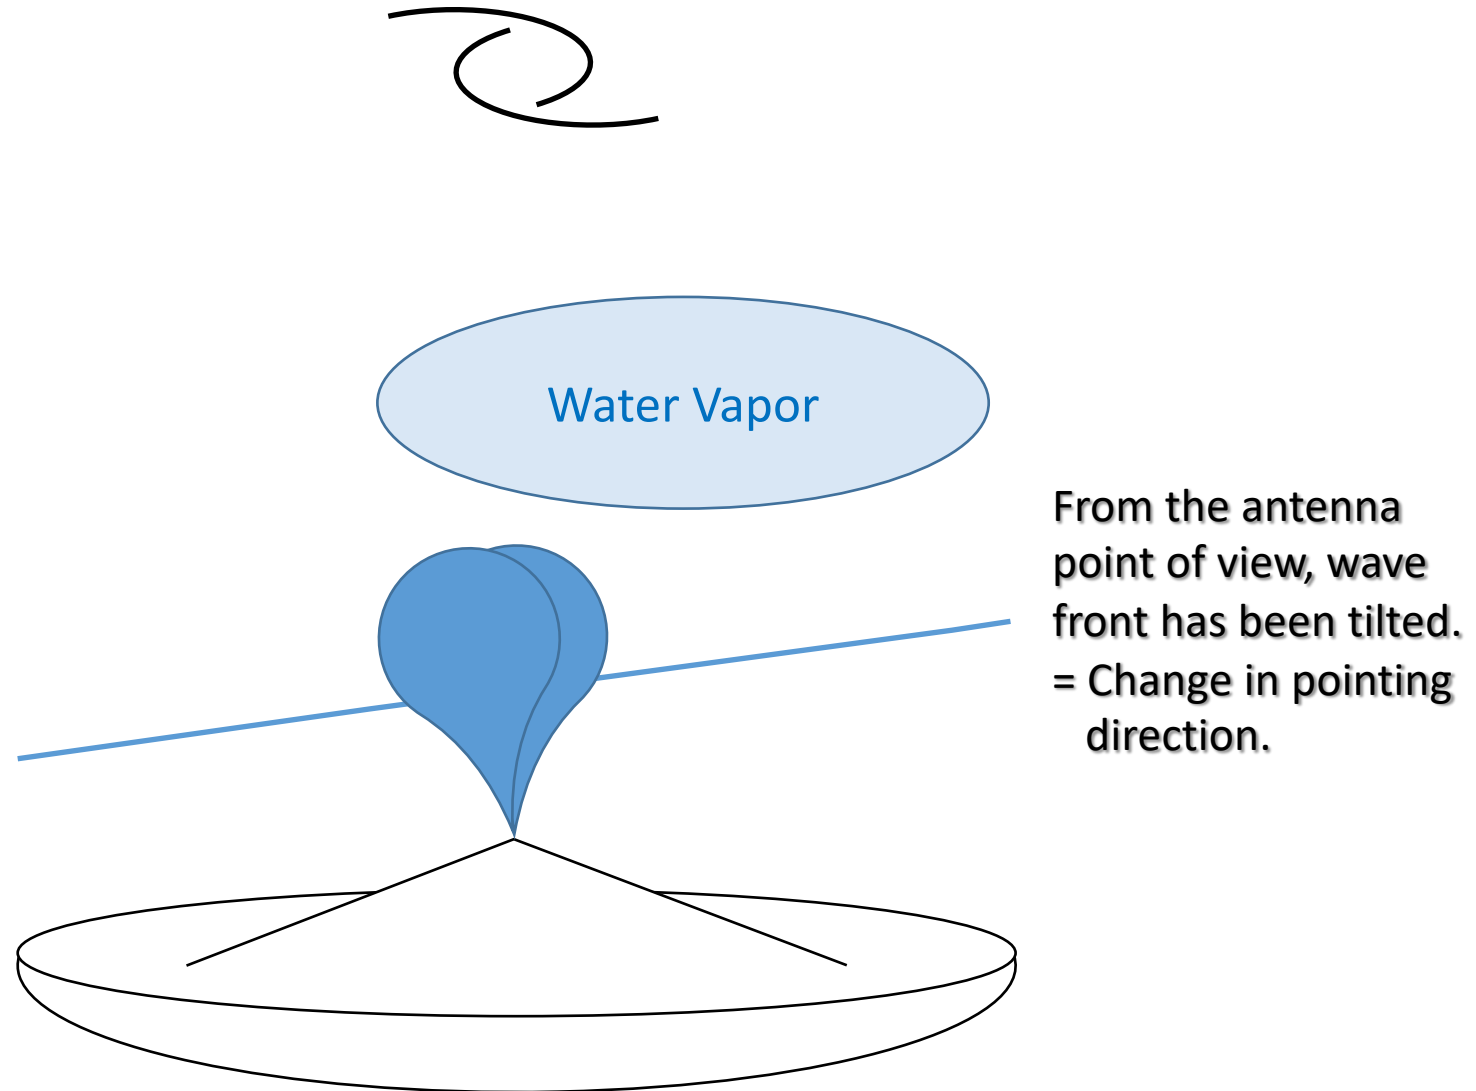 Water Vapor
From the antenna
point of view, wave
front has been tilted.
= Change in pointing
direction.